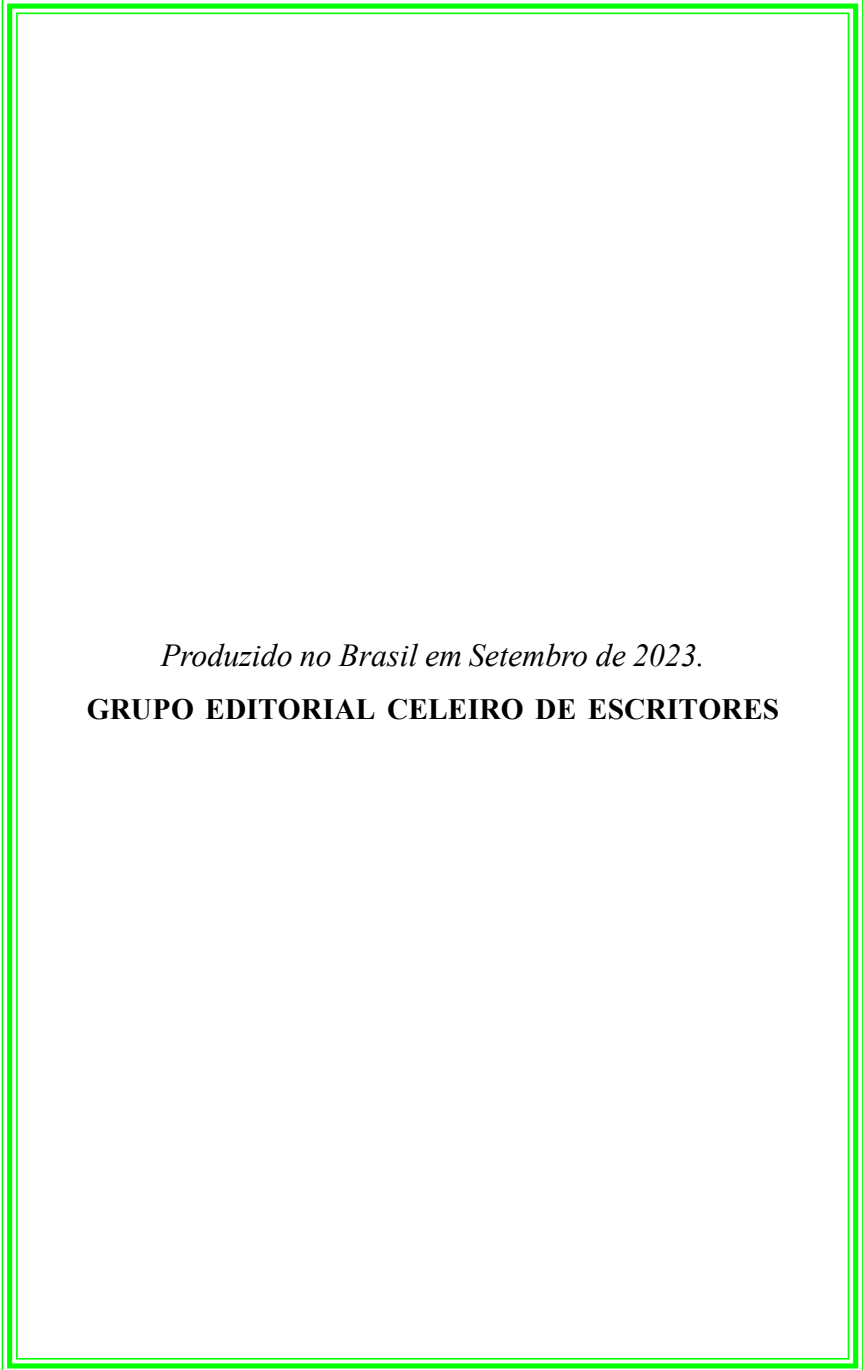 Produzido no Brasil em Setembro de 2023.
GRUPO EDITORIAL CELEIRO DE ESCRITORES